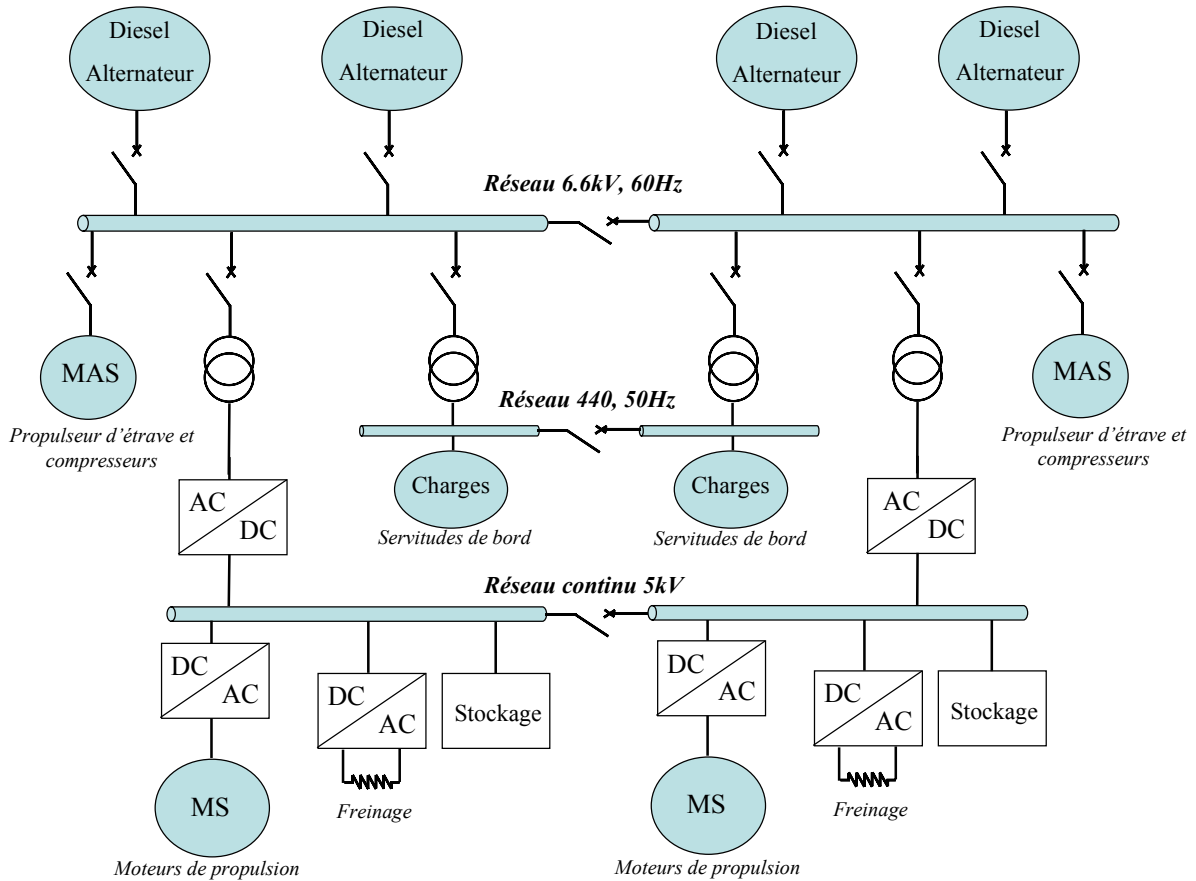 Diesel
Alternateur
Diesel
Alternateur
Diesel
Alternateur
Diesel
Alternateur
Réseau 6.6kV, 60Hz
MAS
MAS
Propulseur d'étrave et
compresseurs
Réseau 440, 50Hz
Propulseur d'étrave et
compresseurs
Charges
Charges
Servitudes de bord
Servitudes de bord
AC
DC
AC
DC
Réseau continu 5kV
DC
AC
DC
AC
Stockage
DC
AC
DC
AC
Stockage
MS
Freinage
MS
Freinage
Moteurs de propulsion
Moteurs de propulsion